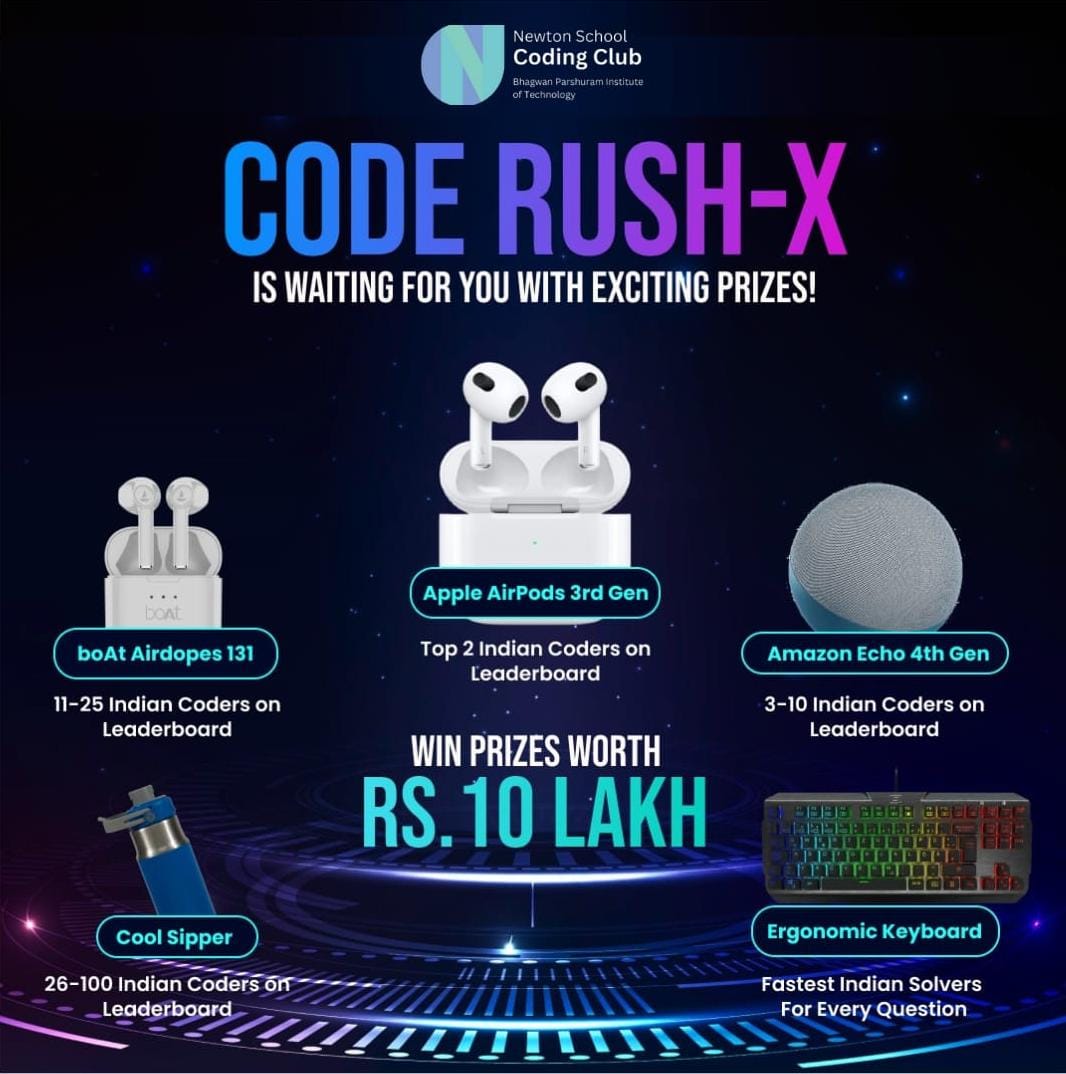 Newton School
Coding Club
Bhagwan Parshuram Institute
of Technology
CODE RUSH-X
IS WAITING FOR YOU WITH EXCITING PRIZES!
boAt
boAt Airdopes 131
11-25 Indian Coders on
Leaderboard
Apple AirPods 3rd Gen
Top 2 Indian Coders on
Leaderboard
Amazon Echo 4th Gen
3-10 Indian Coders on
Leaderboard
WIN PRIZES WORTH
RS. 10 LAKH
Cool Sipper
26-100 Indian Coders on
Leaderboard
Ergonomic Keyboard
Fastest Indian Solvers
For Every Question